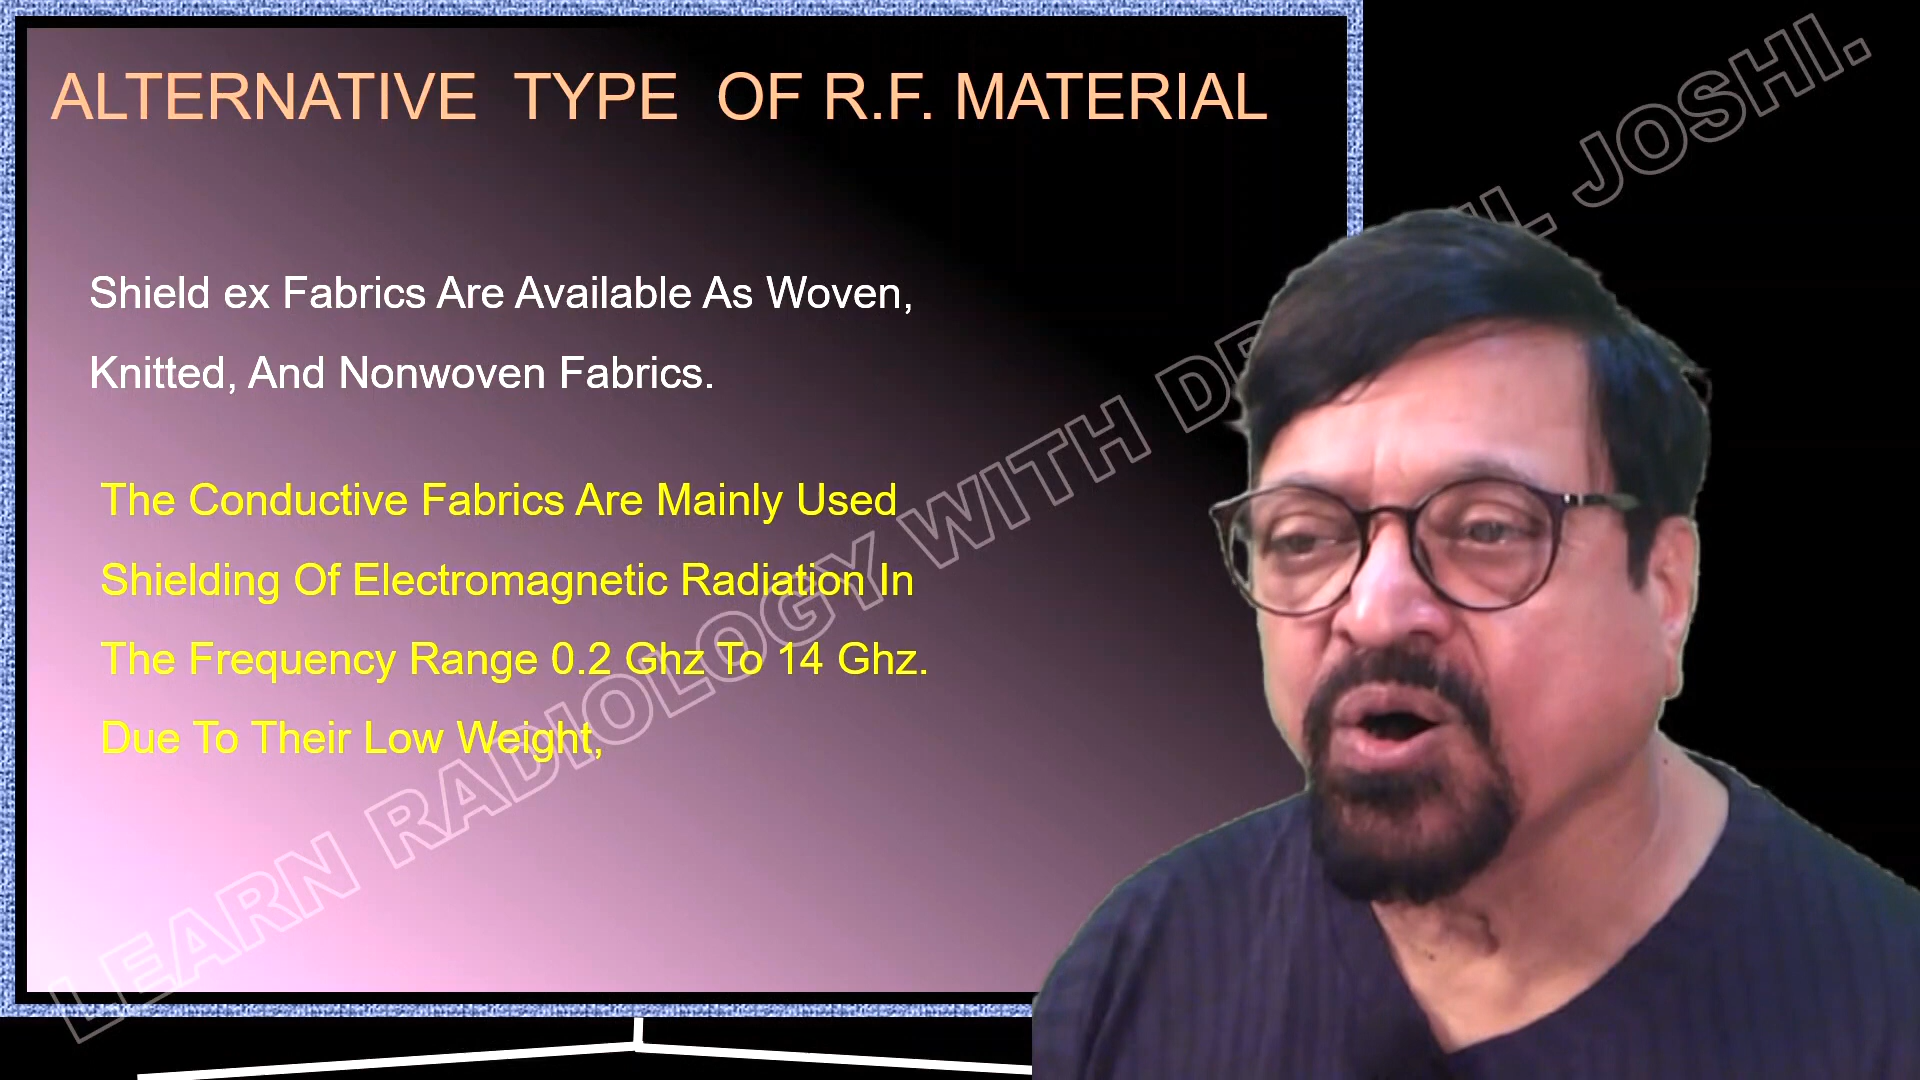 ALTERNATIVE TYPE OF R.F. MATERIAL
Shield ex Fabrics Are Available As Woven,
Knitted, And Nonwoven Fabrics.
The Conductive Fabrics Are Mainly Used
Shielding Of Electromagnetic Radiation In
The Frequency Range 0.2 Ghz To 14 Ghz.
Due To Their Low Weight,
LEARN RADIOLOGY WITH JOSHI.